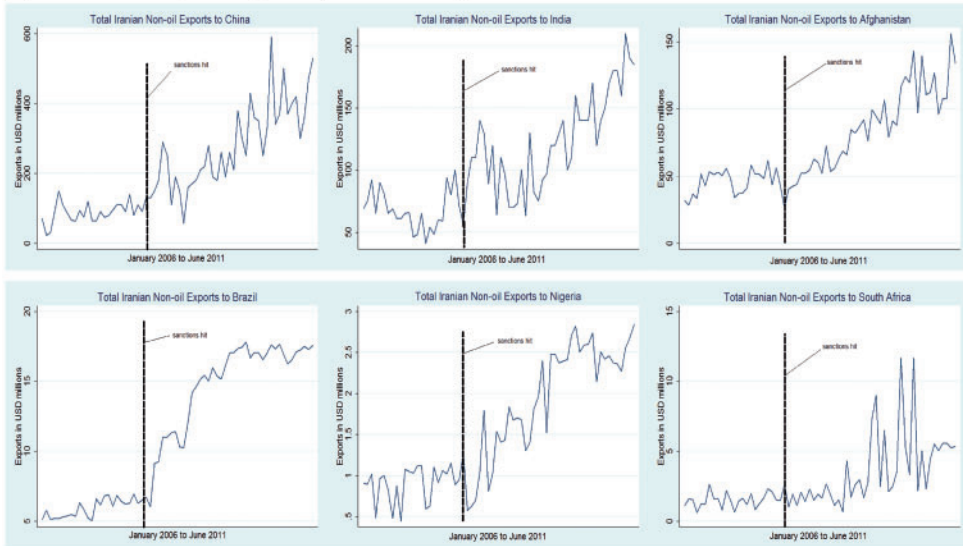 Total Iranian Non-oil Exports to China
Exports in USD millions
600
400
200
0
sanctions hit
January 2006 to June 2011
Total Iranian Non-oil Exports to India
Exports in USD millions
200
150
100
50
sanctions hit
January 2006 to June 2011
Total Iranian Non-oil Exports to Afghanistan
Exports in USD millions
150
100
50
0
sanctions hit
January 2006 to June 2011
Total Iranian Non-oil Exports to Brazil
Exports in USD millions
20
15
10
5
sanctions hit
January 2006 to June 2011
Total Iranian Non-oil Exports to Nigeria
Exports in USD millions
3
2.5
2
1.5
1
.5
sanctions hit
January 2006 to June 2011
Total Iranian Non-oil Exports to South Africa
Exports in USD millions
15
10
5
0
sanctions hit
January 2006 to June 2011